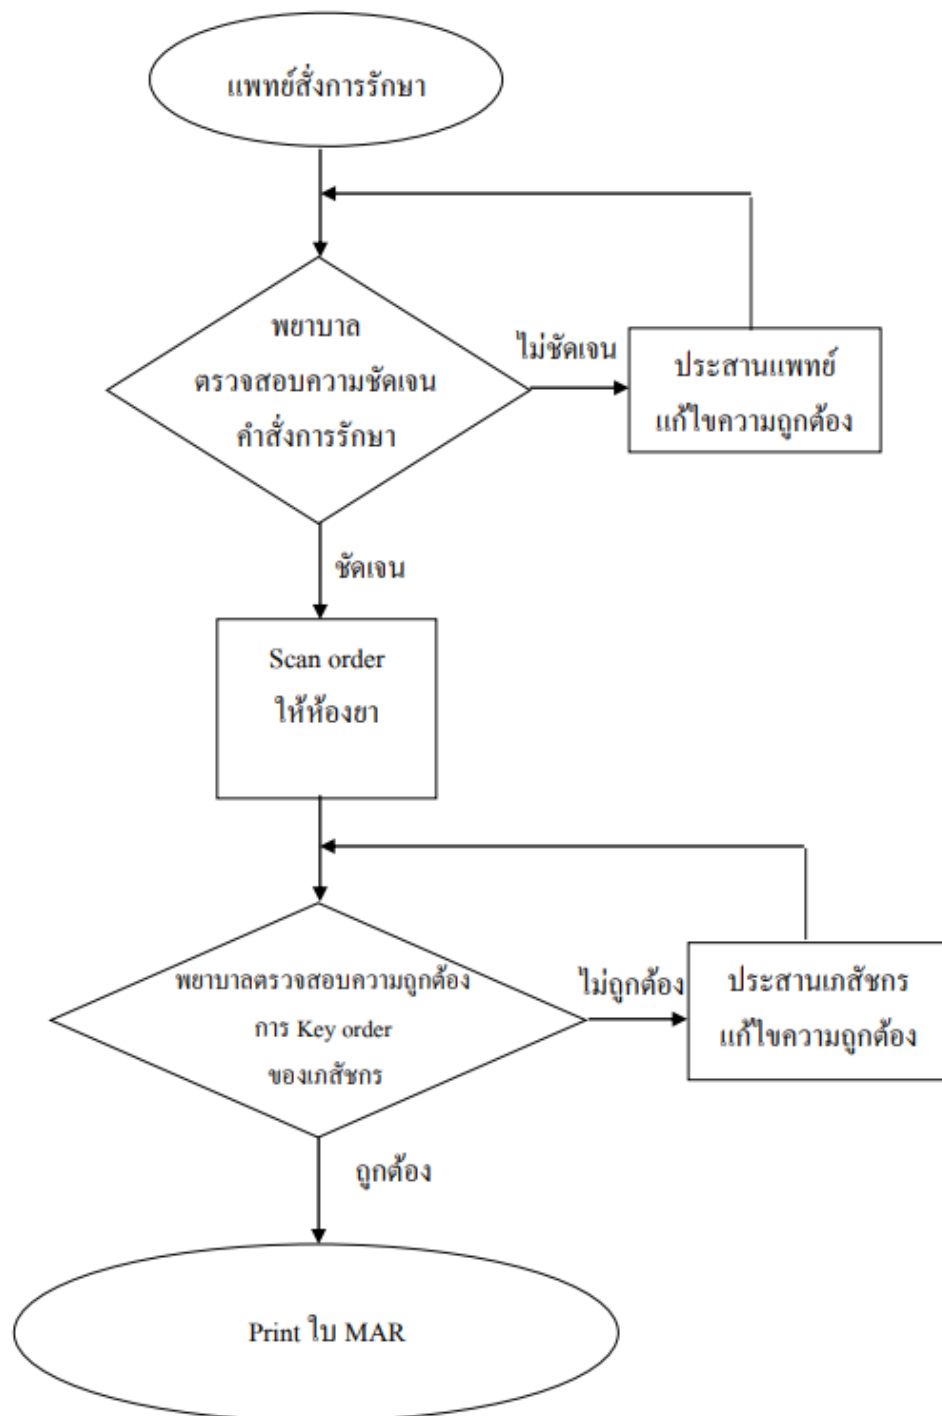 แพทย์สั่งการรักษา
พยาบาล
ตรวจสอบความชัดเจน
คำสั่งการรักษา
ไม่ชัดเจน
ประสานแพทย์
แก้ไขความถูกต้อง
ชัดเจน
Scan order
ให้ห้องยา
พยาบาลตรวจสอบความถูกต้อง
การ Key order
ของเภสัชกร
ไม่ถูกต้อง
ประสานเภสัชกร
แก้ไขความถูกต้อง
ถูกต้อง
Print ใบ MAR